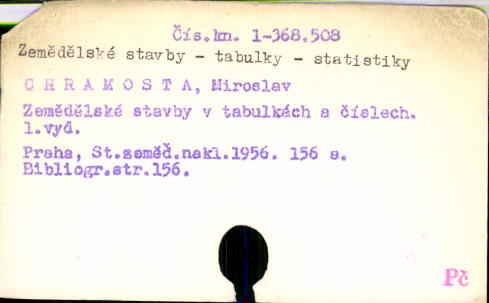 Čís.kn. 1-368.508
Zemědělské stavby - tabulky - statistiky
C H R A M O S T A, Miroslav
Zemědělské stavby v tabulkách a číslech.
1.vyd.
Praha, St.zeměd.nakl.1956. 156 s.
Bibliogr.str.156.
Pč